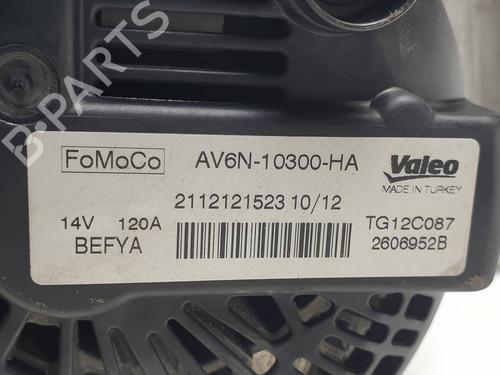 B-PARTS
FoMoCo AV6N-10300-HA Valeo
MADE IN TURKEY
2112121523 10/12
14V 120A TG12C087
BEFYA 2606952B